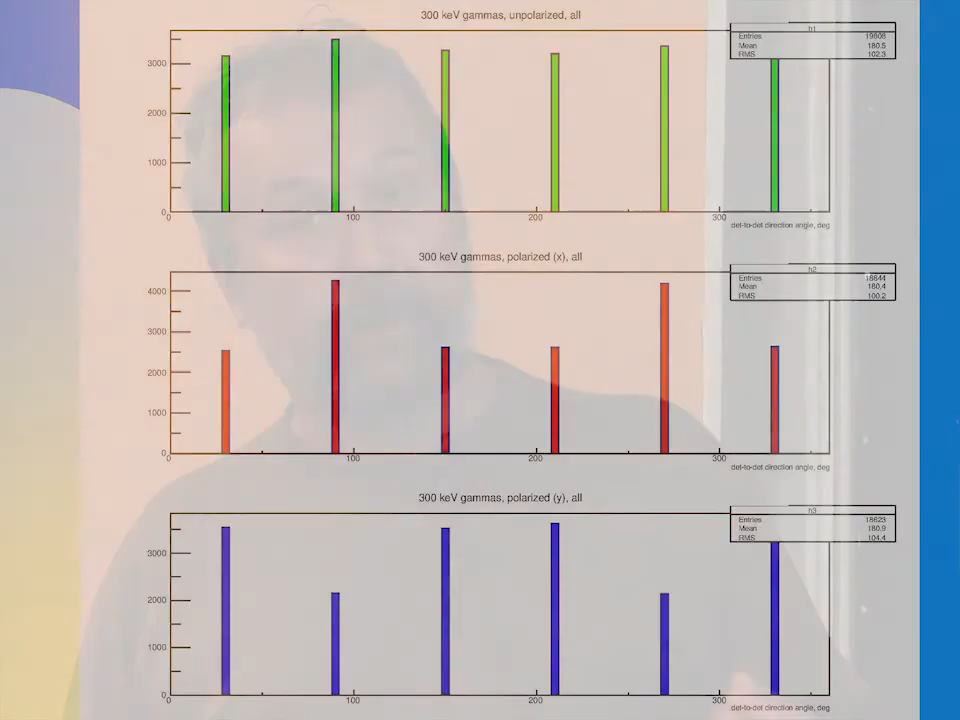 300 keV gammas, unpolarized, all
h1
Entries 19808
Mean 180.5
RMS 102.3
3000
2000
1000
0
0 100 200 300
det-to-det direction angle, deg
300 keV gammas, polarized (x), all
h2
Entries 18644
Mean 180.4
RMS 100.2
4000
3000
2000
1000
0
0 100 200 300
det-to-det direction angle, deg
300 keV gammas, polarized (y), all
h3
Entries 18623
Mean 180.9
RMS 104.4
3000
2000
1000
0
0 100 200 300
det-to-det direction angle, deg